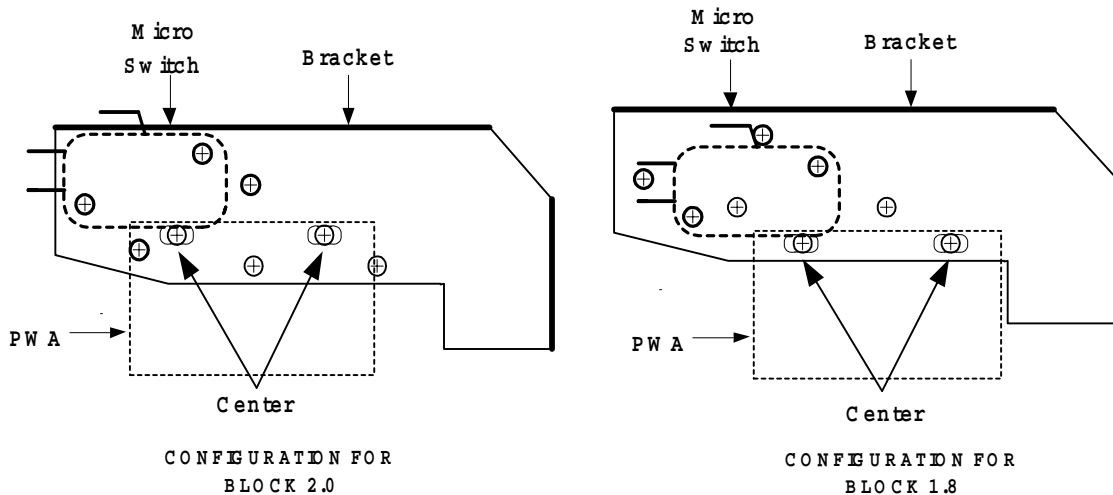 Micro
Switch
Bracket
PWA
Center
CONFIGURATION FOR
BLOCK 2.0
Micro
Switch
Bracket
PWA
Center
CONFIGURATION FOR
BLOCK 1.8